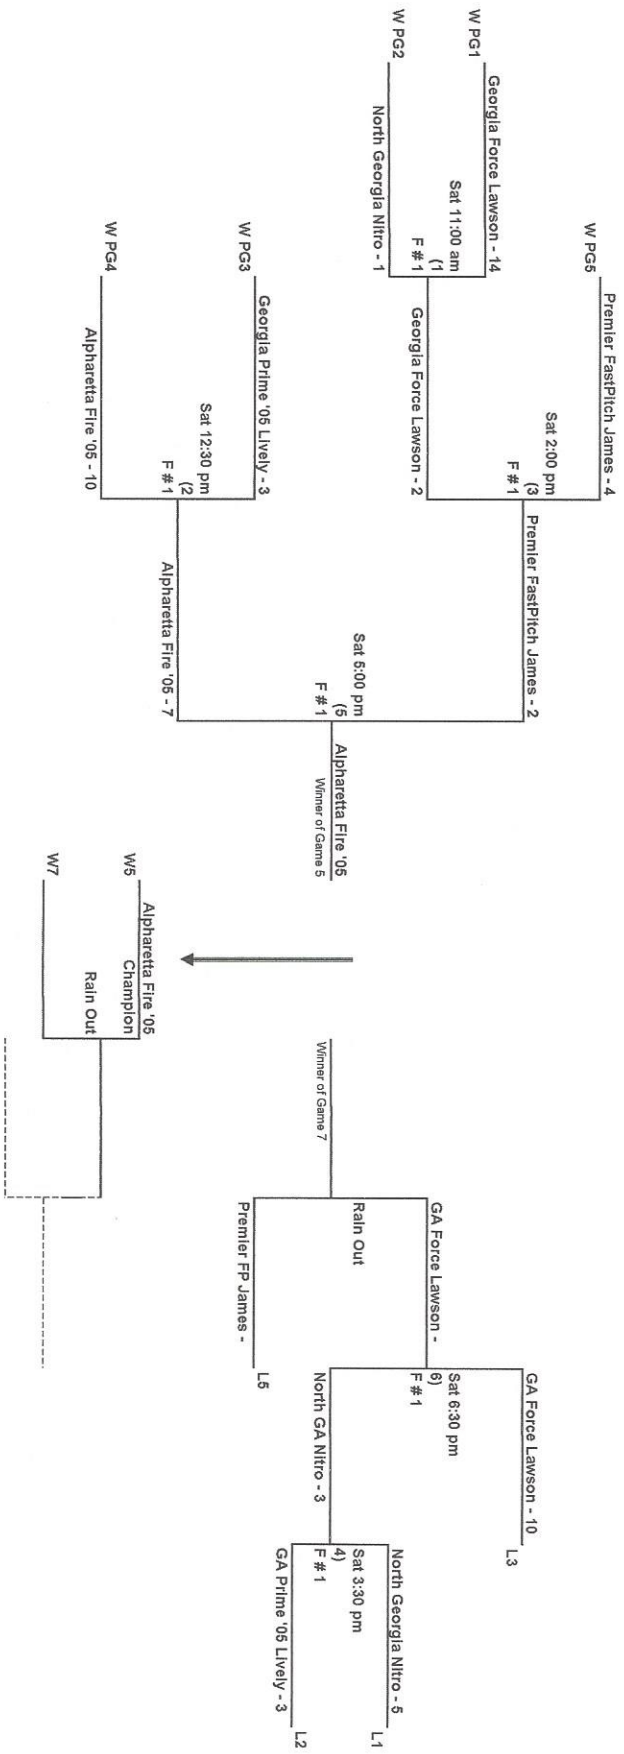 W PG5
Premier FastPitch James - 4
Sat 2:00 pm
(3
F # 1
W PG1
Georgia Force Lawson - 14
Sat 11:00 am
(1
F # 1
W PG2
North Georgia Nitro - 1
Georgia Force Lawson - 2
Premier FastPitch James - 2
W PG3
Georgia Prime '05 Lively - 3
Sat 12:30 pm
(2
F # 1
W PG4
Alpharetta Fire '05 - 10
Alpharetta Fire '05 - 7
Sat 5:00 pm
(5
F # 1
Alpharetta Fire '05
Winner of Game 5
W5
Alpharetta Fire '05
Champion
Rain Out
W7
Winner of Game 7
GA Force Lawson -
Rain Out
Premier FP James -
L5
GA Force Lawson - 10
L3
Sat 6:30 pm
6)
F # 1
North GA Nitro - 3
North Georgia Nitro - 5
L1
Sat 3:30 pm
4)
F # 1
GA Prime '05 Lively - 3
L2